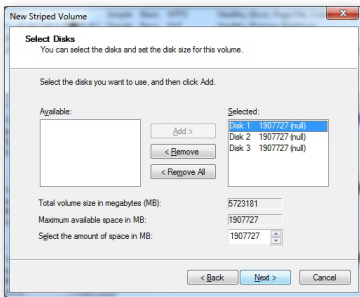 New Striped Volume
Select Disks
You can select the disks and set the disk size for this volume.
Select the disks you want to use, and then click Add.
Available:
Selected:
Add >
< Remove
< Remove All
Disk 1 1907727 (null)
Disk 2 1907727 (null)
Disk 3 1907727 (null)
Total volume size in megabytes (MB): 5723181
Maximum available space in MB: 1907727
Select the amount of space in MB: 1907727
< Back
Next >
Cancel